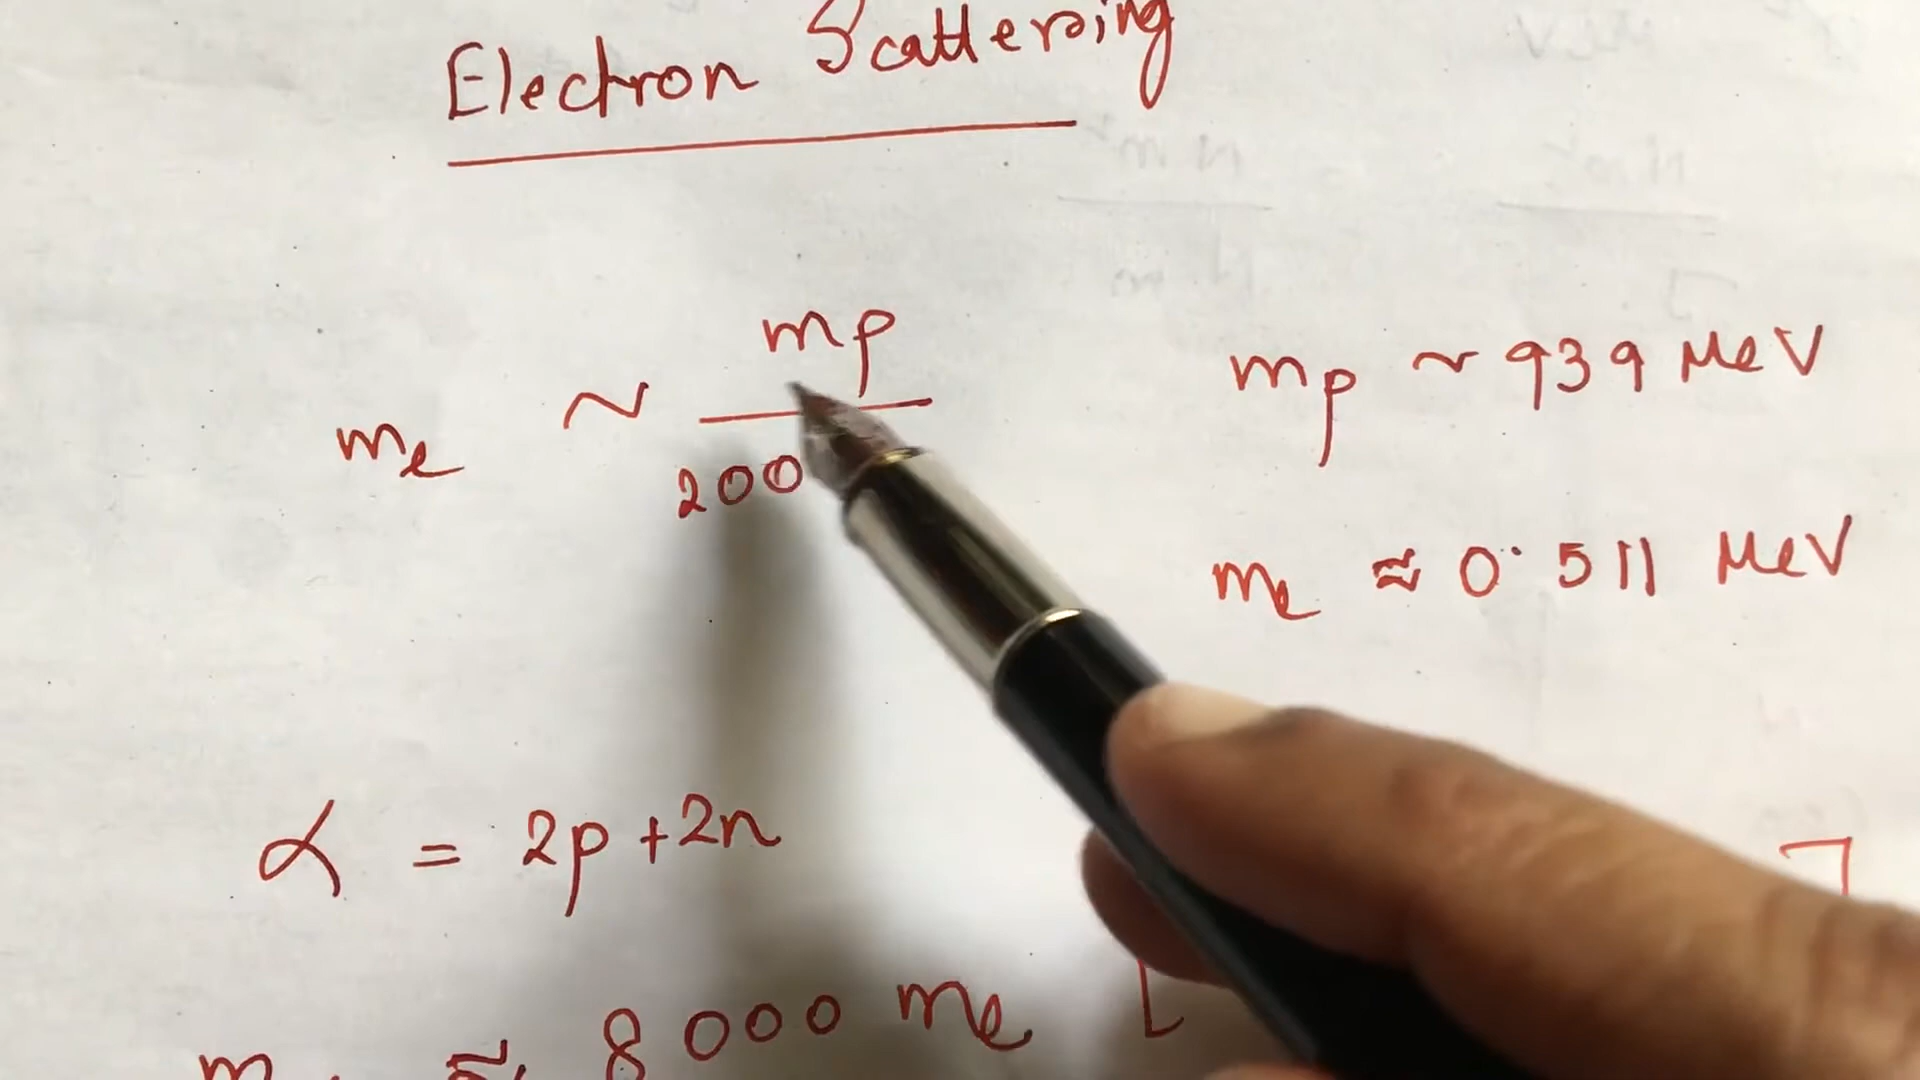 Electron Scattering
me ~ mp / 200
mp ~ 939 MeV
me ≈ 0.511 MeV
α = 2p+2n
m ≈ 8000 me [ ]